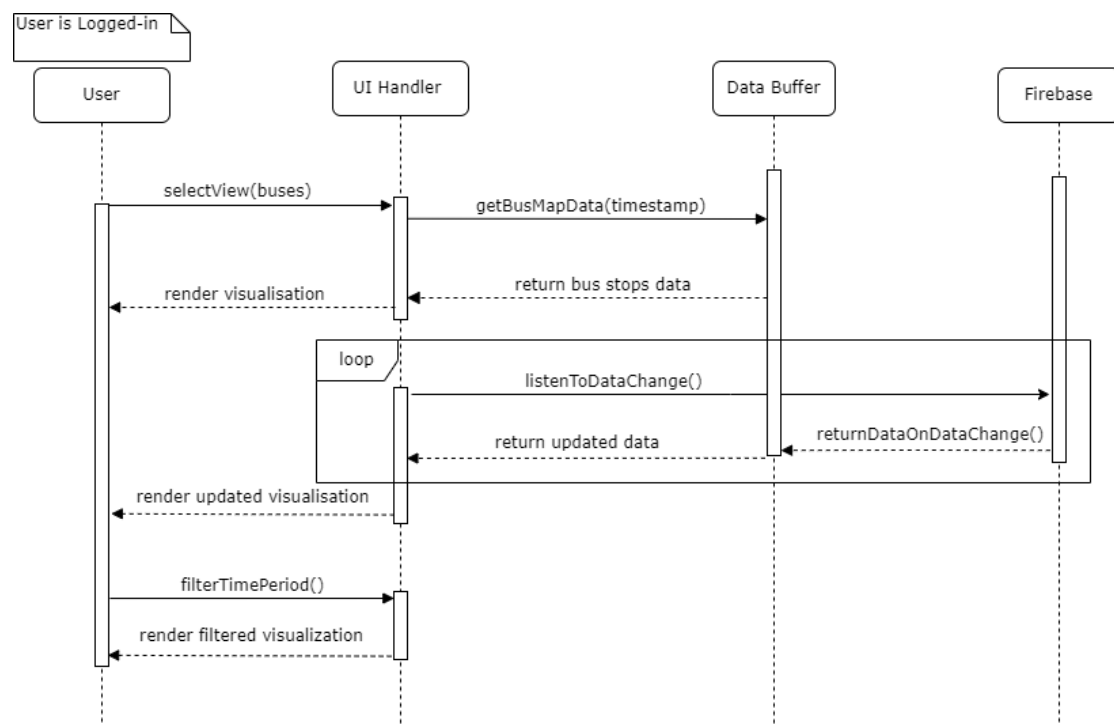 User is Logged-in
User
UI Handler
Data Buffer
Firebase
selectView(buses)
getBusMapData(timestamp)
return bus stops data
render visualisation
loop
listenToDataChange()
returnDataOnDataChange()
return updated data
render updated visualisation
filterTimePeriod()
render filtered visualization